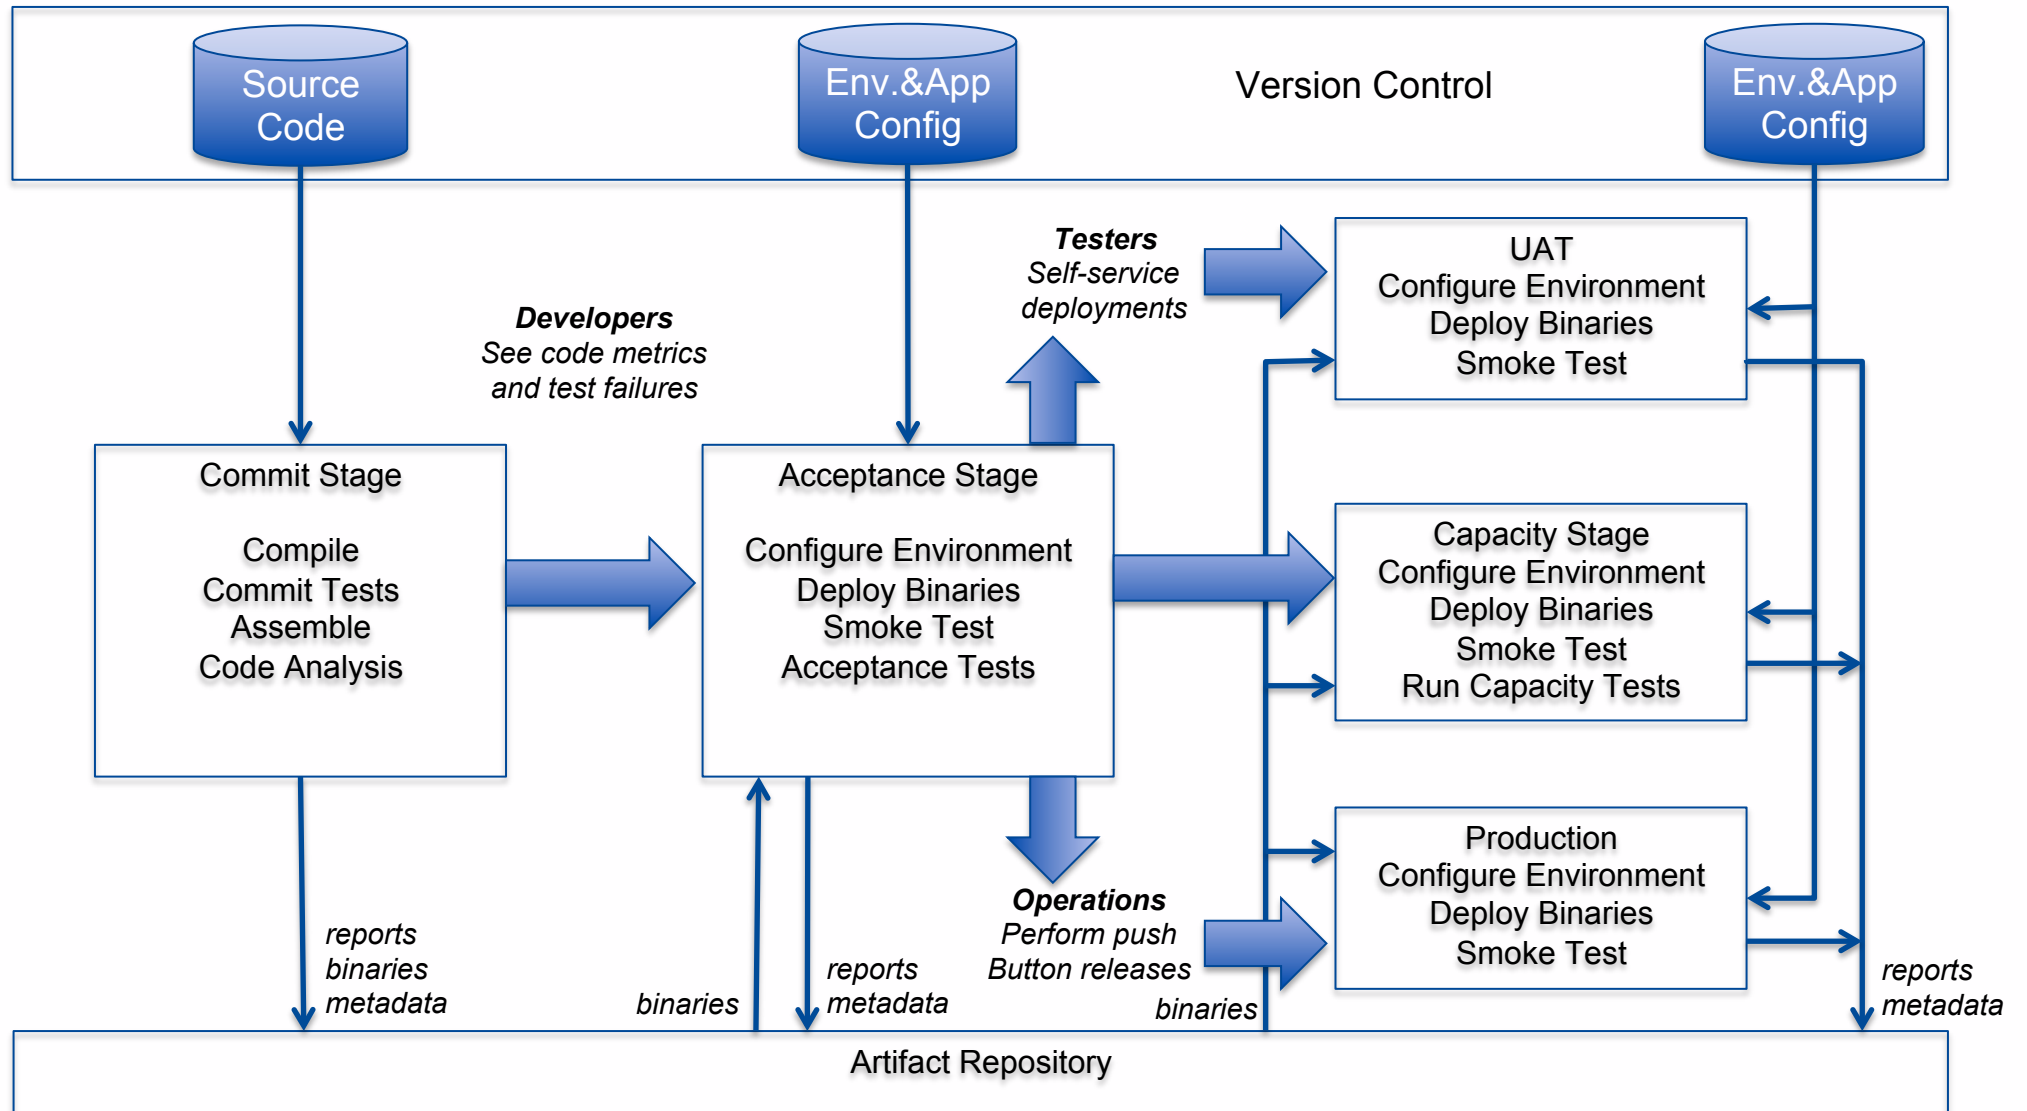 Source
Code
Env.&App
Config
Version Control
Env.&App
Config
Developers
See code metrics
and test failures
Testers
Self-service
deployments
UAT
Configure Environment
Deploy Binaries
Smoke Test
Commit Stage
Compile
Commit Tests
Assemble
Code Analysis
Acceptance Stage
Configure Environment
Deploy Binaries
Smoke Test
Acceptance Tests
Capacity Stage
Configure Environment
Deploy Binaries
Smoke Test
Run Capacity Tests
Operations
Perform push
Button releases
Production
Configure Environment
Deploy Binaries
Smoke Test
reports
binaries
metadata
binaries
reports
metadata
binaries
reports
metadata
Artifact Repository